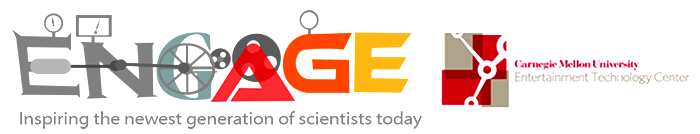 ENGAGE
Inspiring the newest generation of scientists today
Carnegie Mellon University
Entertainment Technology Center